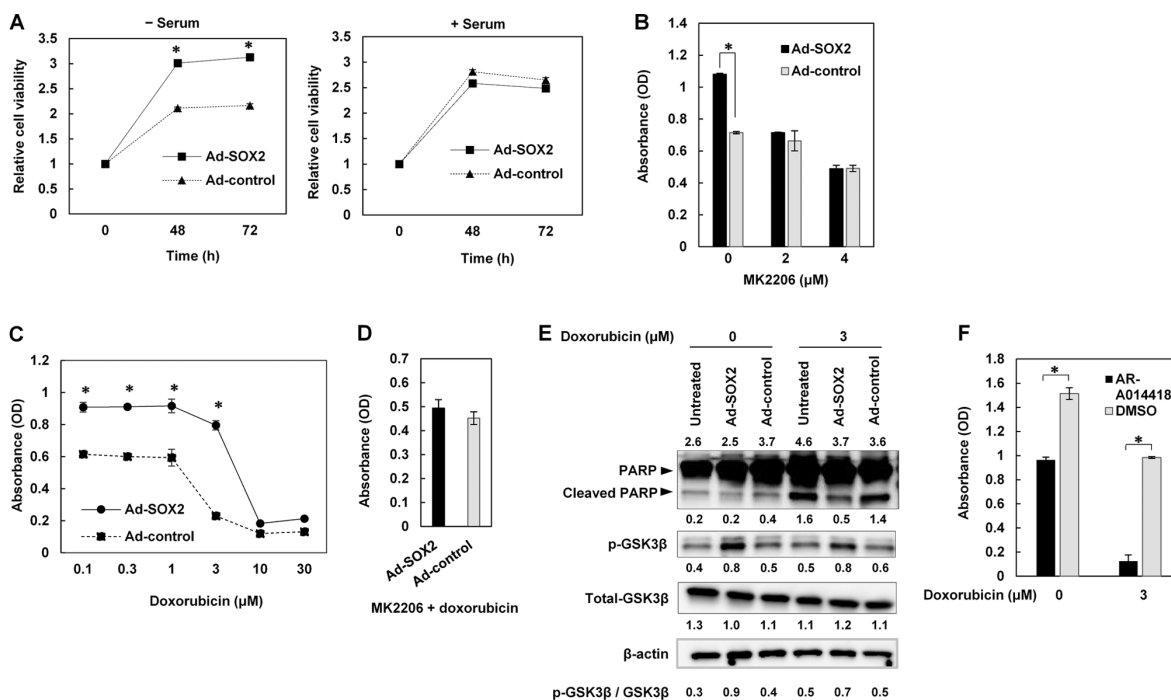 A
− Serum
Relative cell viability
3.5
3
2.5
2
1.5
1
0.5
0
* *
Ad-SOX2
Ad-control
0 48 72
Time (h)
+ Serum
Relative cell viability
3.5
3
2.5
2
1.5
1
0.5
0
Ad-SOX2
Ad-control
0 48 72
Time (h)
B
Absorbance (OD)
1.4
1.2
1
0.8
0.6
0.4
0.2
0
*
Ad-SOX2
Ad-control
0 2 4
MK2206 (µM)
C
Absorbance (OD)
1.2
1
0.8
0.6
0.4
0.2
0
* * * *
Ad-SOX2
Ad-control
0.1 0.3 1 3 10 30
Doxorubicin (µM)
D
Absorbance (OD)
0.5
0.4
0.3
0.2
0.1
0
Ad-SOX2
Ad-control
MK2206 + doxorubicin
E
Doxorubicin (µM) 0 3
Untreated Ad-SOX2 Ad-control Untreated Ad-SOX2 Ad-control
2.6 2.5 3.7 4.6 3.7 3.6
PARP
Cleaved PARP
0.2 0.2 0.4 1.6 0.5 1.4
p-GSK3β
0.4 0.8 0.5 0.5 0.8 0.6
Total-GSK3β
1.3 1.0 1.1 1.1 1.2 1.1
β-actin
p-GSK3β / GSK3β 0.3 0.9 0.4 0.5 0.7 0.5
F
Absorbance (OD)
1.8
1.6
1.4
1.2
1
0.8
0.6
0.4
0.2
0
* *
AR-
A014418
DMSO
Doxorubicin 0 3
(µM)